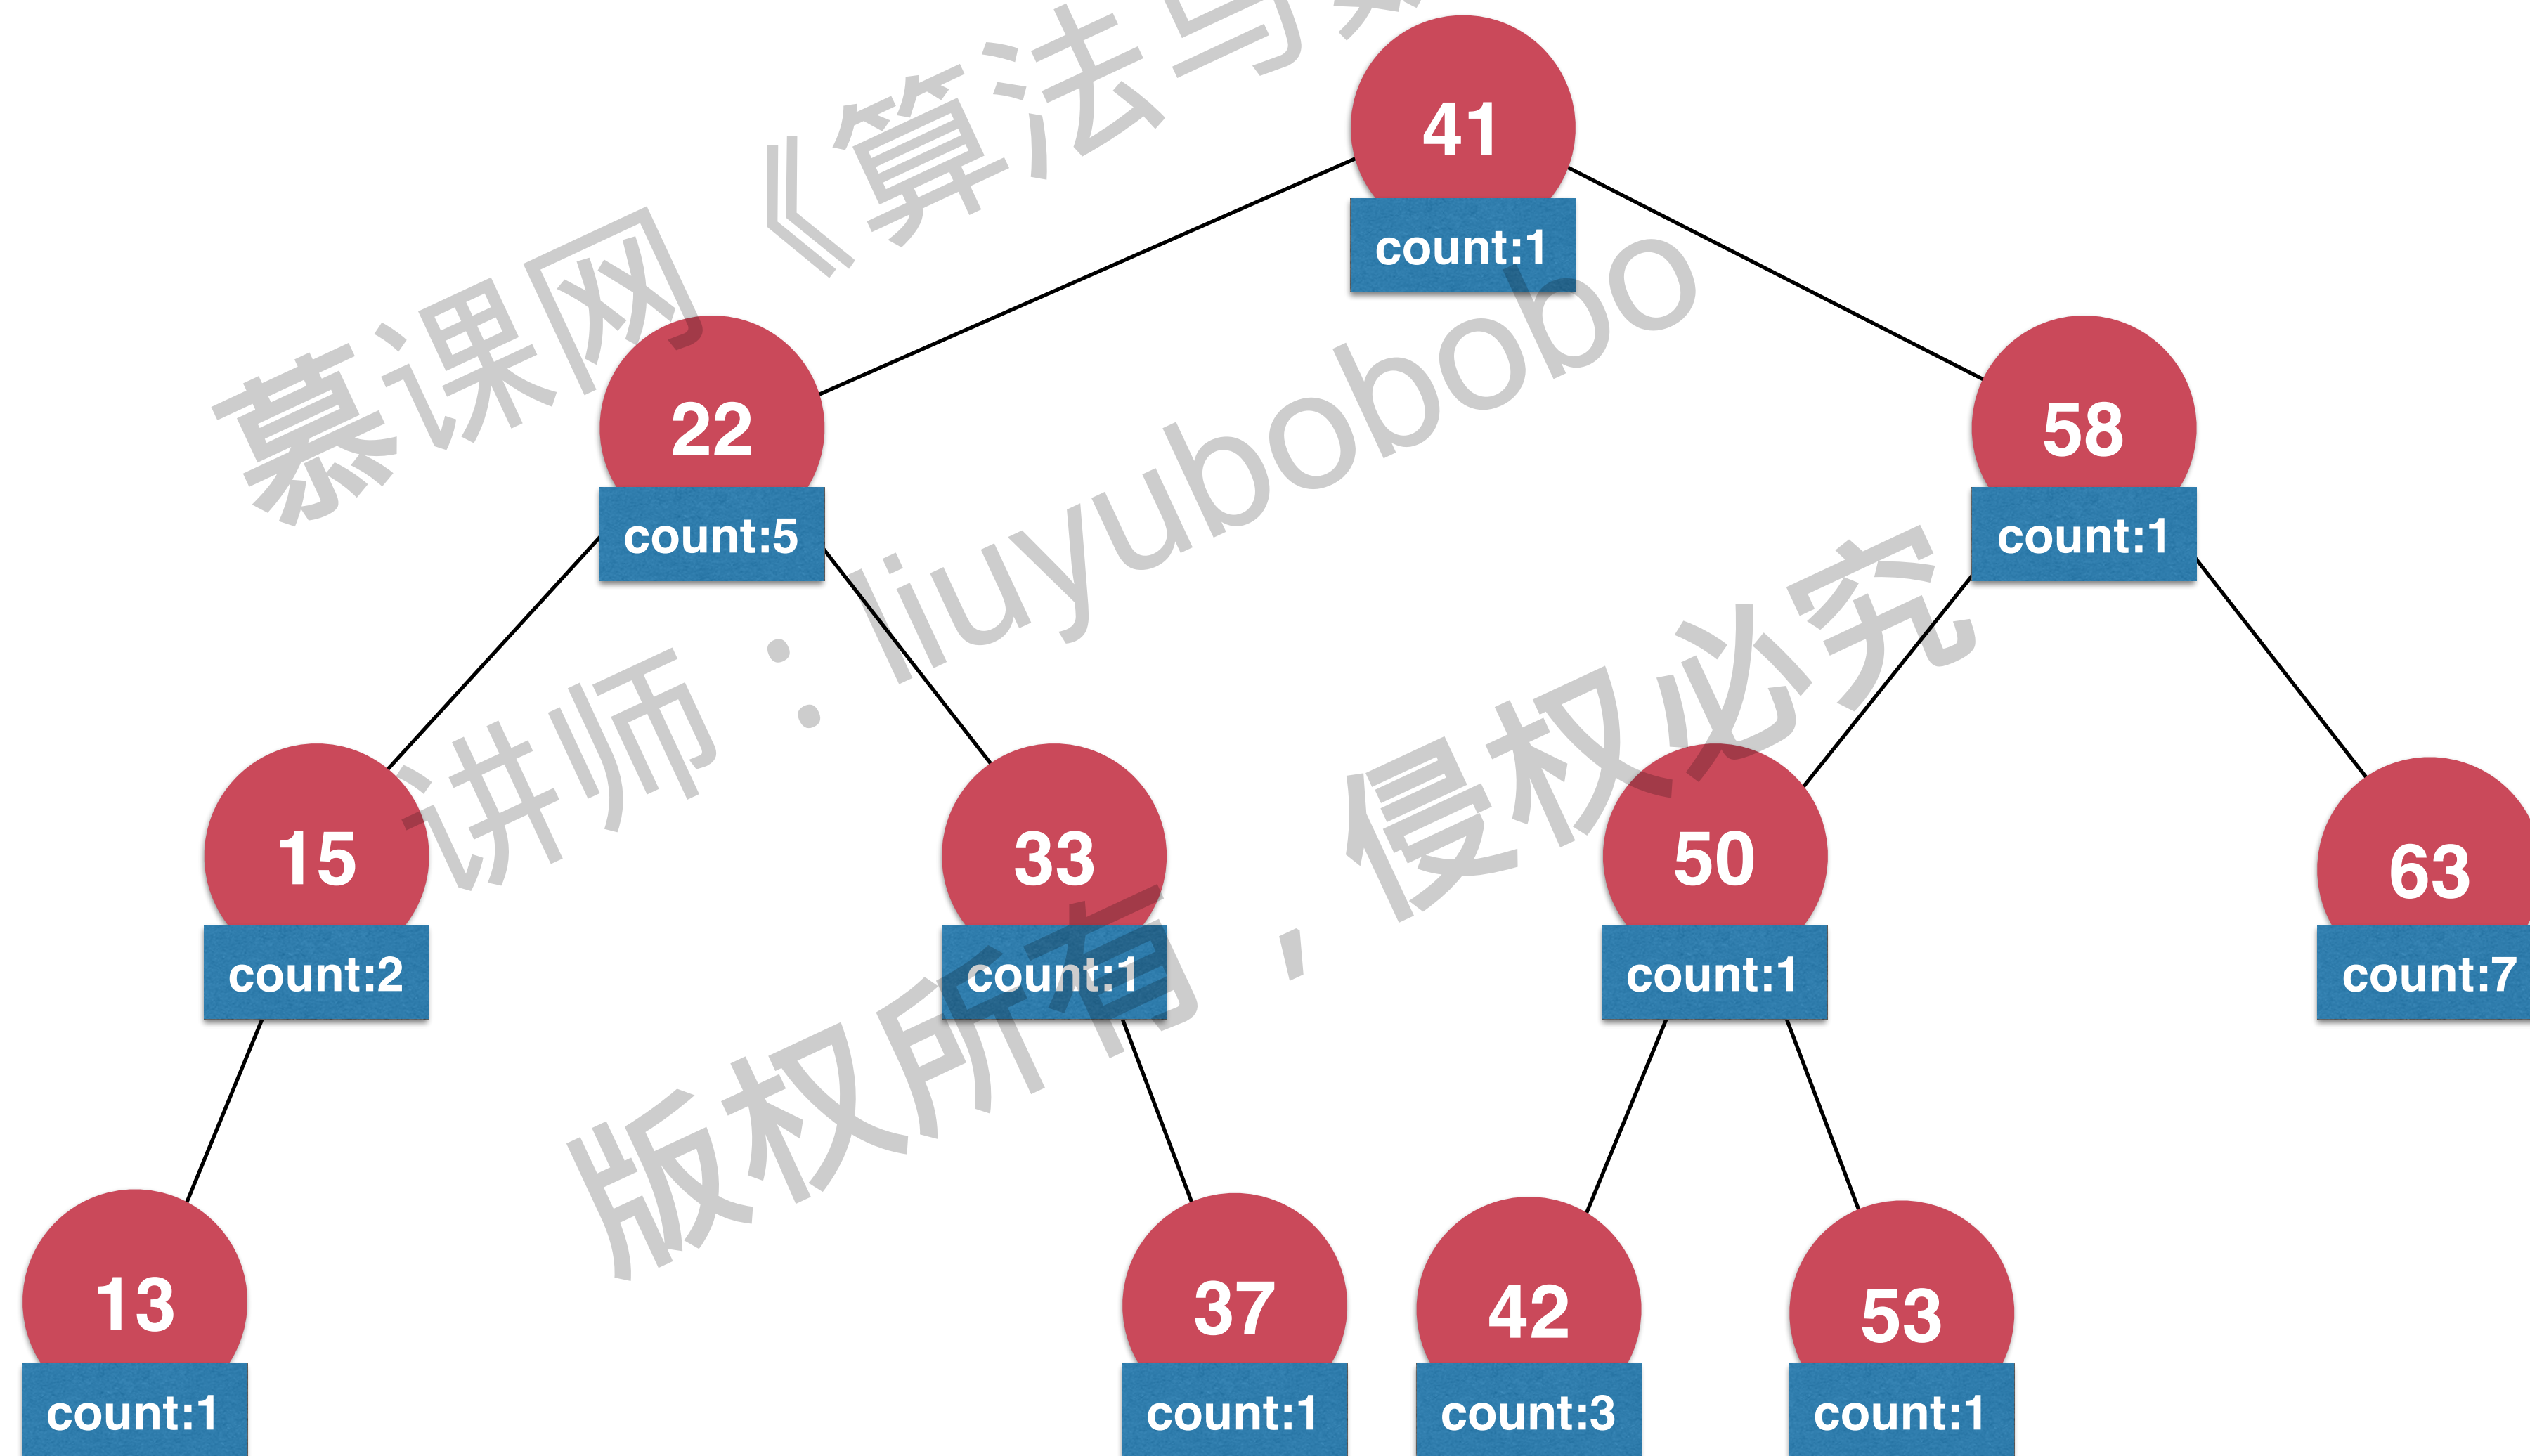 41
count:1
22
count:5
58
count:1
15
count:2
33
count:1
50
count:1
63
count:7
13
count:1
37
count:1
42
count:3
53
count:1
慕课网《算法与
讲师：liuyubobobo
版权所有，侵权必究